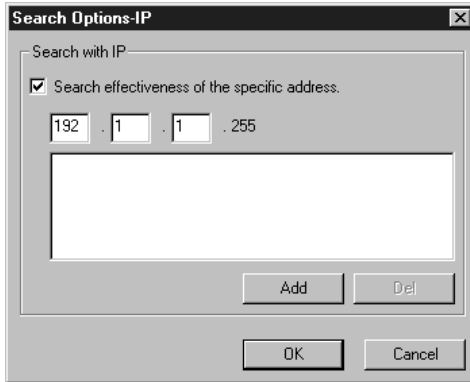 Search Options-IP
Search with IP
Search effectiveness of the specific address.
192 . 1 . 1 . 255
Add Del
OK Cancel